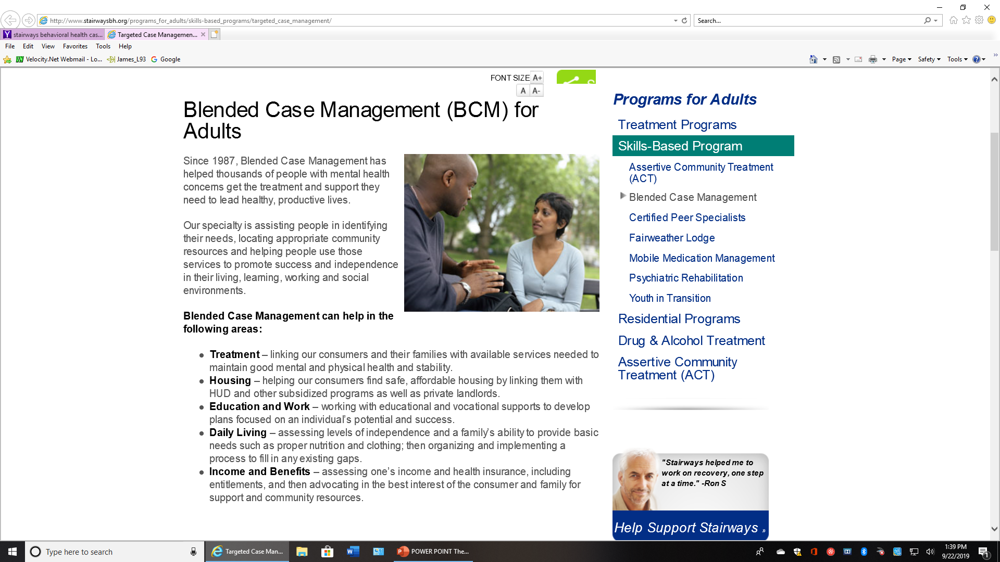 http://www.stairwaysbh.org/programs_for_adults/skills-based_programs/targeted_case_management/
Search...
stairways behavioral health cas...
Targeted Case Managemen...
File Edit View Favorites Tools Help
Velocity.Net Webmail - Lo... James_L93 Google
Page Safety Tools
FONT SIZE A+
A A-
Blended Case Management (BCM) for
Adults
Since 1987, Blended Case Management has
helped thousands of people with mental health
concerns get the treatment and support they
need to lead healthy, productive lives.
Our specialty is assisting people in identifying
their needs, locating appropriate community
resources and helping people use those
services to promote success and independence
in their living, learning, working and social
environments.
Blended Case Management can help in the
following areas:
• Treatment – linking our consumers and their families with available services needed to
maintain good mental and physical health and stability.
• Housing – helping our consumers find safe, affordable housing by linking them with
HUD and other subsidized programs as well as private landlords.
• Education and Work – working with educational and vocational supports to develop
plans focused on an individual’s potential and success.
• Daily Living – assessing levels of independence and a family’s ability to provide basic
needs such as proper nutrition and clothing; then organizing and implementing a
process to fill in any existing gaps.
• Income and Benefits – assessing one’s income and health insurance, including
entitlements, and then advocating in the best interest of the consumer and family for
support and community resources.
Programs for Adults
Treatment Programs
Skills-Based Program
Assertive Community Treatment
(ACT)
Blended Case Management
Certified Peer Specialists
Fairweather Lodge
Mobile Medication Management
Psychiatric Rehabilitation
Youth in Transition
Residential Programs
Drug & Alcohol Treatment
Assertive Community
Treatment (ACT)
"Stairways helped me to
work on recovery, one step
at a time." -Ron S
Help Support Stairways »
Type here to search
Targeted Case Man...
POWER POINT The...
1:39 PM
9/22/2019
1